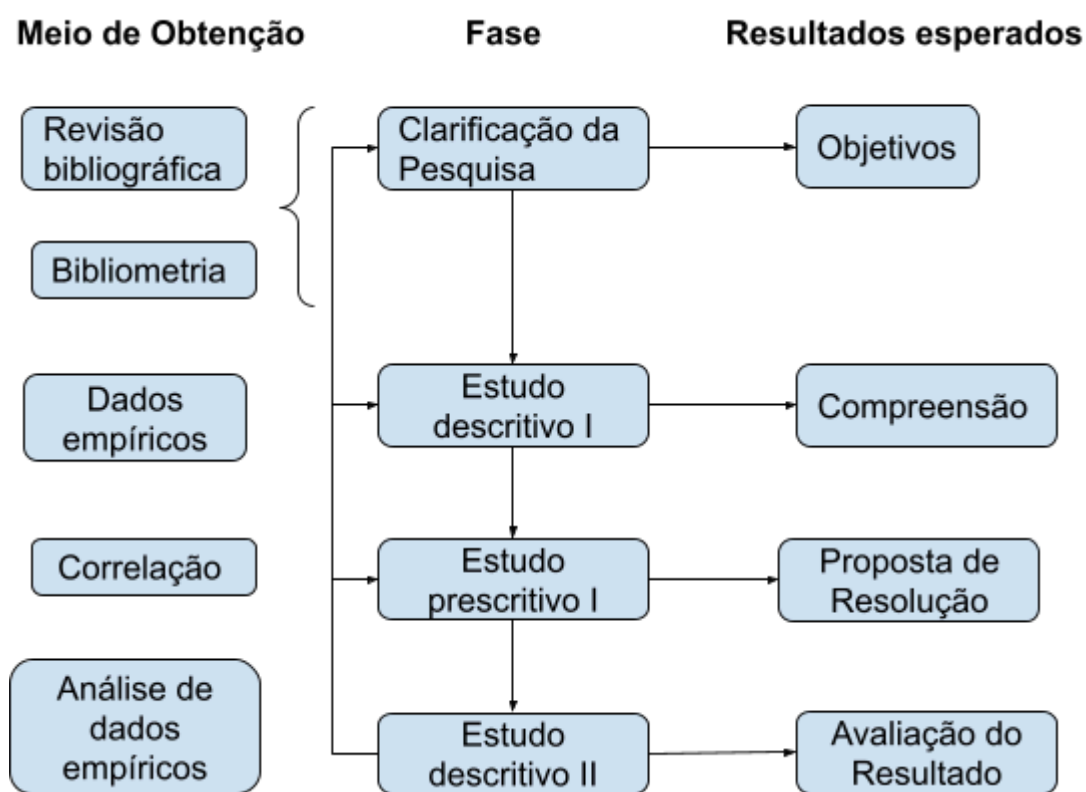 Meio de Obtenção
Fase
Resultados esperados
Revisão
bibliográfica
Clarificação da
Pesquisa
Objetivos
Bibliometria
Dados
empíricos
Estudo
descritivo I
Compreensão
Correlação
Estudo
prescritivo I
Proposta de
Resolução
Análise de
dados
empíricos
Estudo
descritivo II
Avaliação do
Resultado